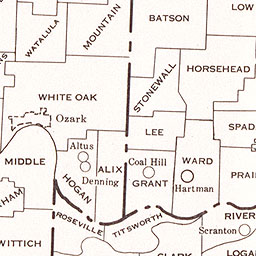 LOW
BATSON
MOUNTAIN
WATALULA
HORSEHEAD
STONEWALL
WHITE OAK
Ozark
LEE
SPAD
Altus
MIDDLE
Coal Hill
WARD
ALIX
PRAI
Denning
GRANT
Hartman
HOGAN
HAM
ROSEVILLE
TITSWORTH
RIVER
Scranton
WITTICH
CLARK
LOGA